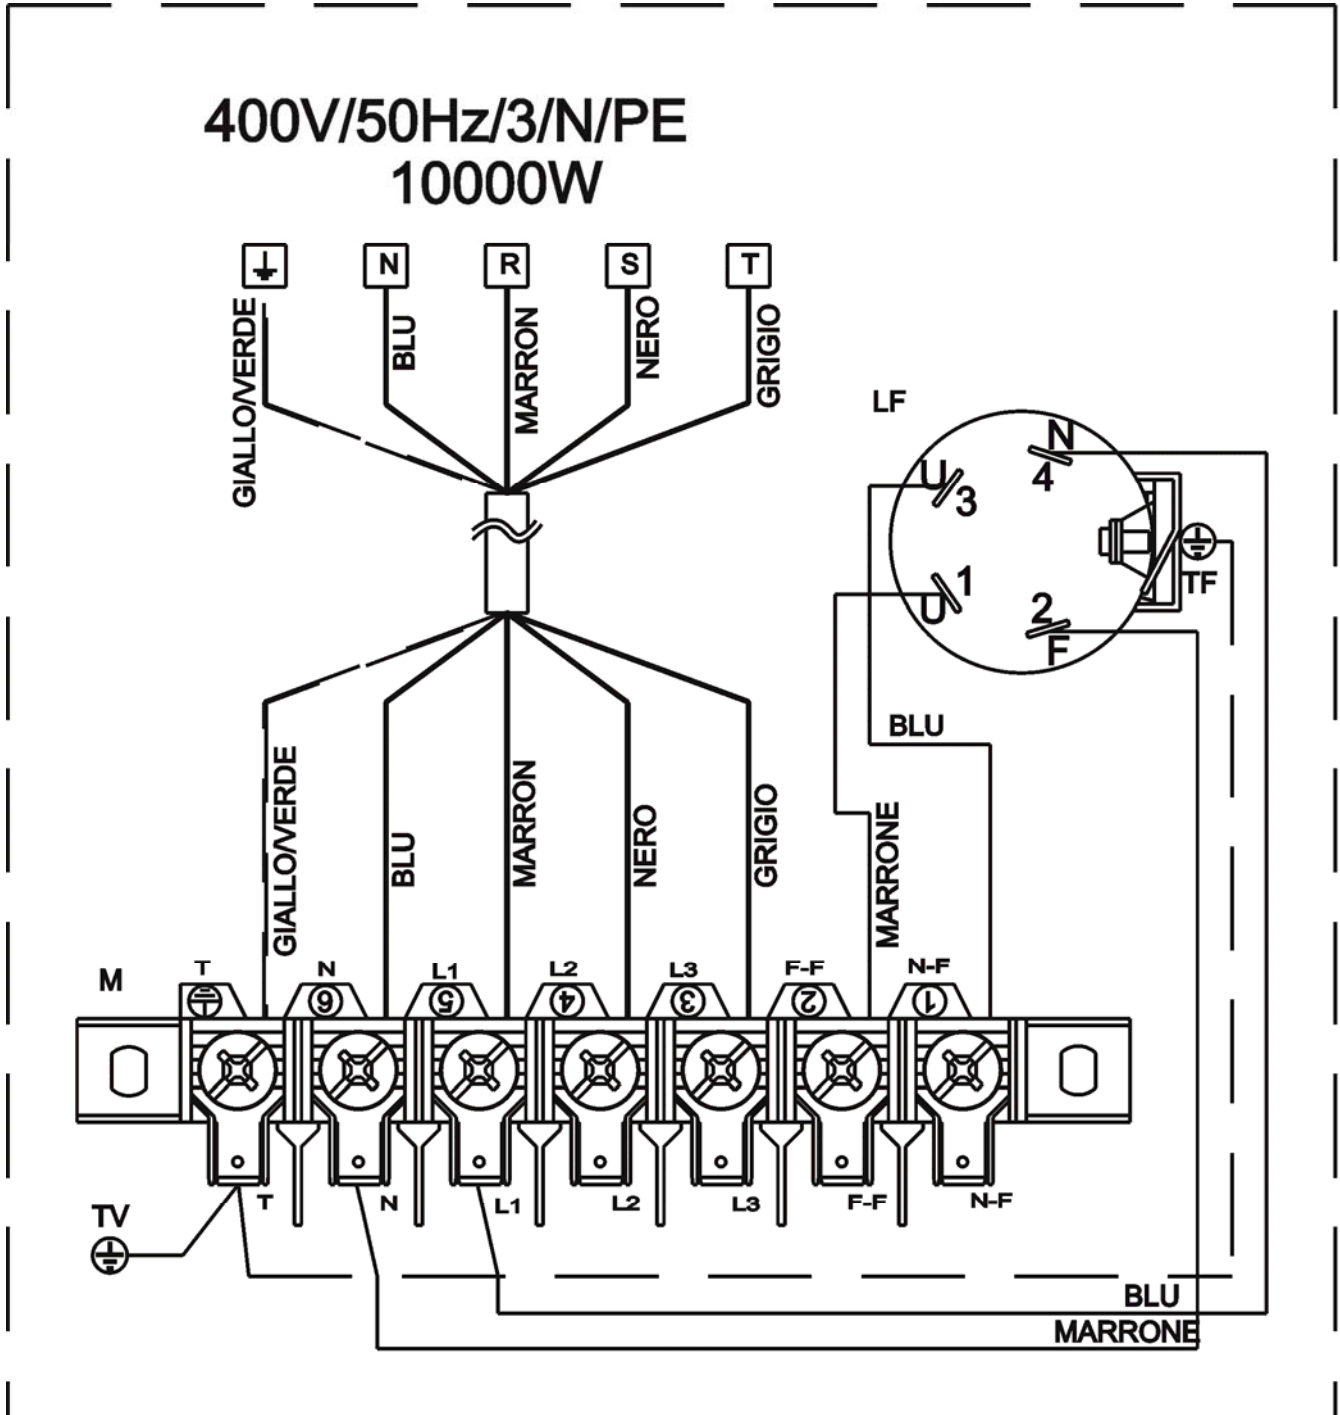 400V/50Hz/3/N/PE
10000W
N R S T
GIALLO/VERDE
BLU
MARRON
NERO
GRIGIO
LF
N
4
U
3
1
U
2
F
TF
BLU
MARRONE
GIALLO/VERDE
BLU
MARRON
NERO
GRIGIO
M
T N L1 L2 L3 F-F N-F
6 5 4 3 2 1
T N L1 L2 L3 F-F N-F
TV
BLU
MARRONE